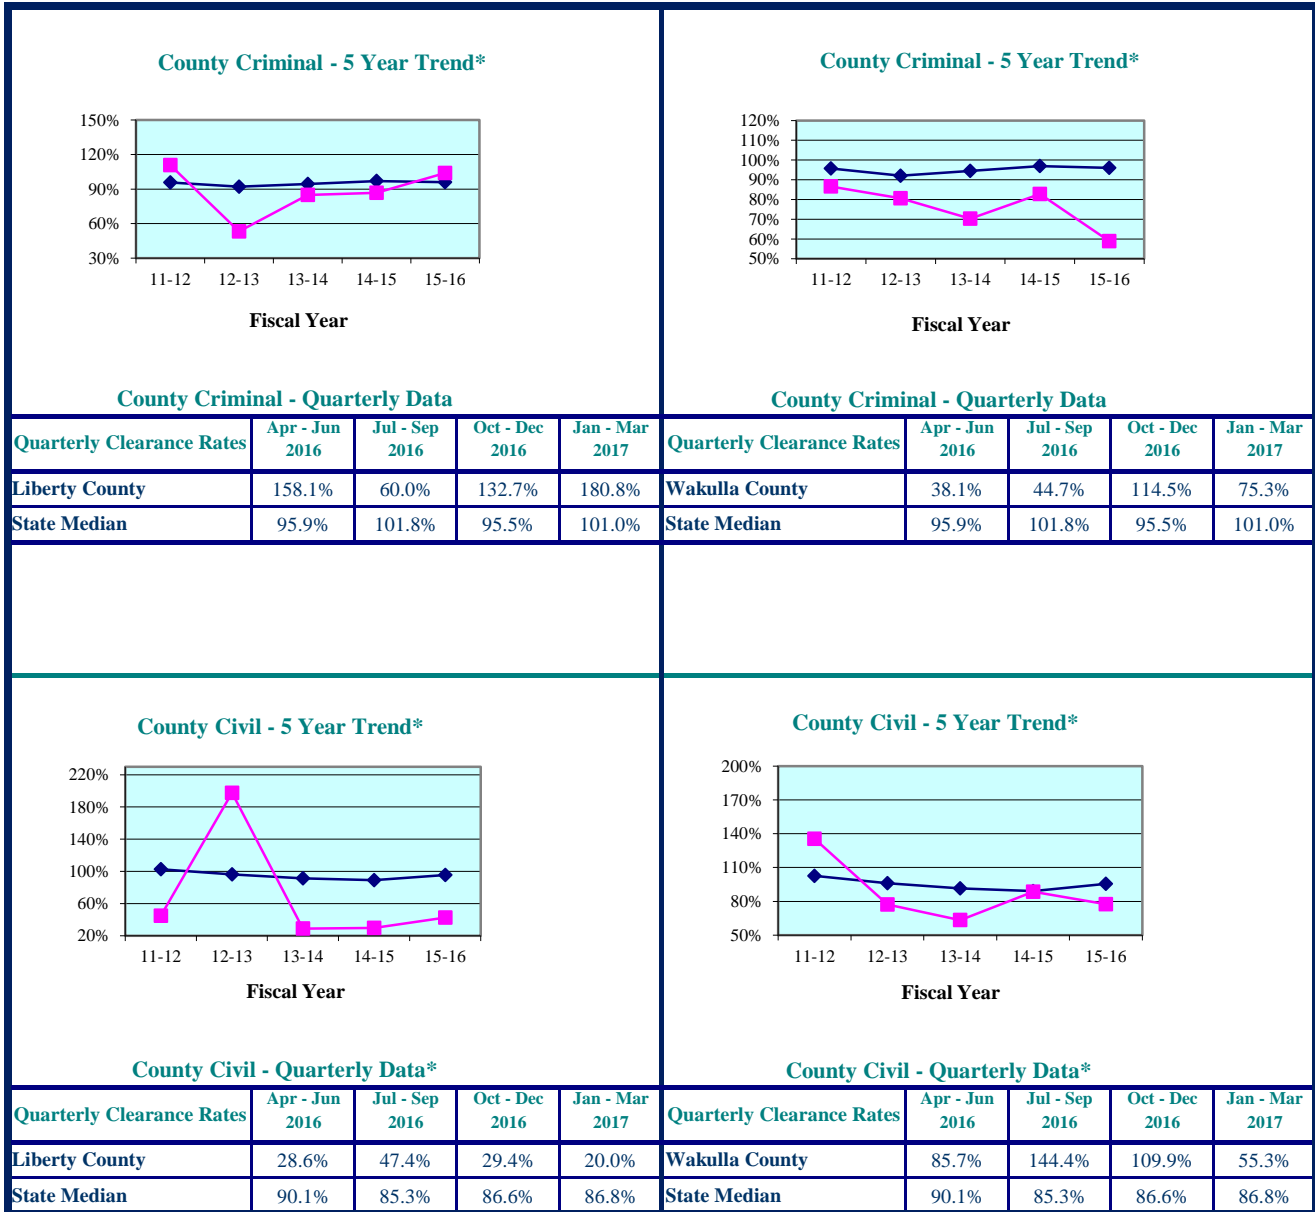 County Criminal - 5 Year Trend*
150%
120%
90%
60%
30%
11-12 12-13 13-14 14-15 15-16
Fiscal Year
County Criminal - Quarterly Data
Quarterly Clearance Rates Apr - Jun 2016 Jul - Sep 2016 Oct - Dec 2016 Jan - Mar 2017
Liberty County 158.1% 60.0% 132.7% 180.8%
State Median 95.9% 101.8% 95.5% 101.0%
County Criminal - 5 Year Trend*
120%
110%
100%
90%
80%
70%
60%
50%
11-12 12-13 13-14 14-15 15-16
Fiscal Year
County Criminal - Quarterly Data
Quarterly Clearance Rates Apr - Jun 2016 Jul - Sep 2016 Oct - Dec 2016 Jan - Mar 2017
Wakulla County 38.1% 44.7% 114.5% 75.3%
State Median 95.9% 101.8% 95.5% 101.0%
County Civil - 5 Year Trend*
220%
180%
140%
100%
60%
20%
11-12 12-13 13-14 14-15 15-16
Fiscal Year
County Civil - Quarterly Data*
Quarterly Clearance Rates Apr - Jun 2016 Jul - Sep 2016 Oct - Dec 2016 Jan - Mar 2017
Liberty County 28.6% 47.4% 29.4% 20.0%
State Median 90.1% 85.3% 86.6% 86.8%
County Civil - 5 Year Trend*
200%
170%
140%
110%
80%
50%
11-12 12-13 13-14 14-15 15-16
Fiscal Year
County Civil - Quarterly Data*
Quarterly Clearance Rates Apr - Jun 2016 Jul - Sep 2016 Oct - Dec 2016 Jan - Mar 2017
Wakulla County 85.7% 144.4% 109.9% 55.3%
State Median 90.1% 85.3% 86.6% 86.8%